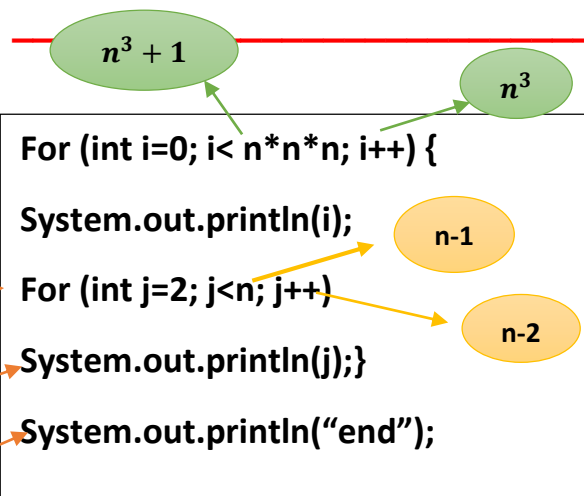 n³ + 1
n³
For (int i=0; i< n*n*n; i++) {
System.out.println(i);
n-1
For (int j=2; j<n; j++)
n-2
System.out.println(j);}
System.out.println(“end”);